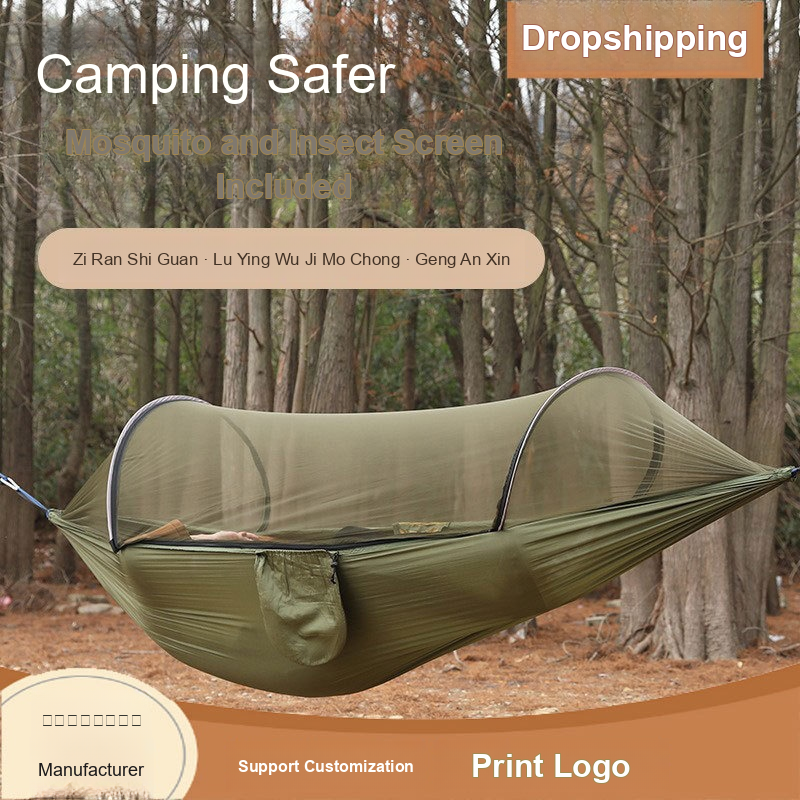 Dropshipping
Camping Safer
Mosquito and Insect Screen
Included
Zi Ran Shi Guan · Lu Ying Wu Ji Mo Chong · Geng An Xin
Manufacturer
Support Customization
Print Logo